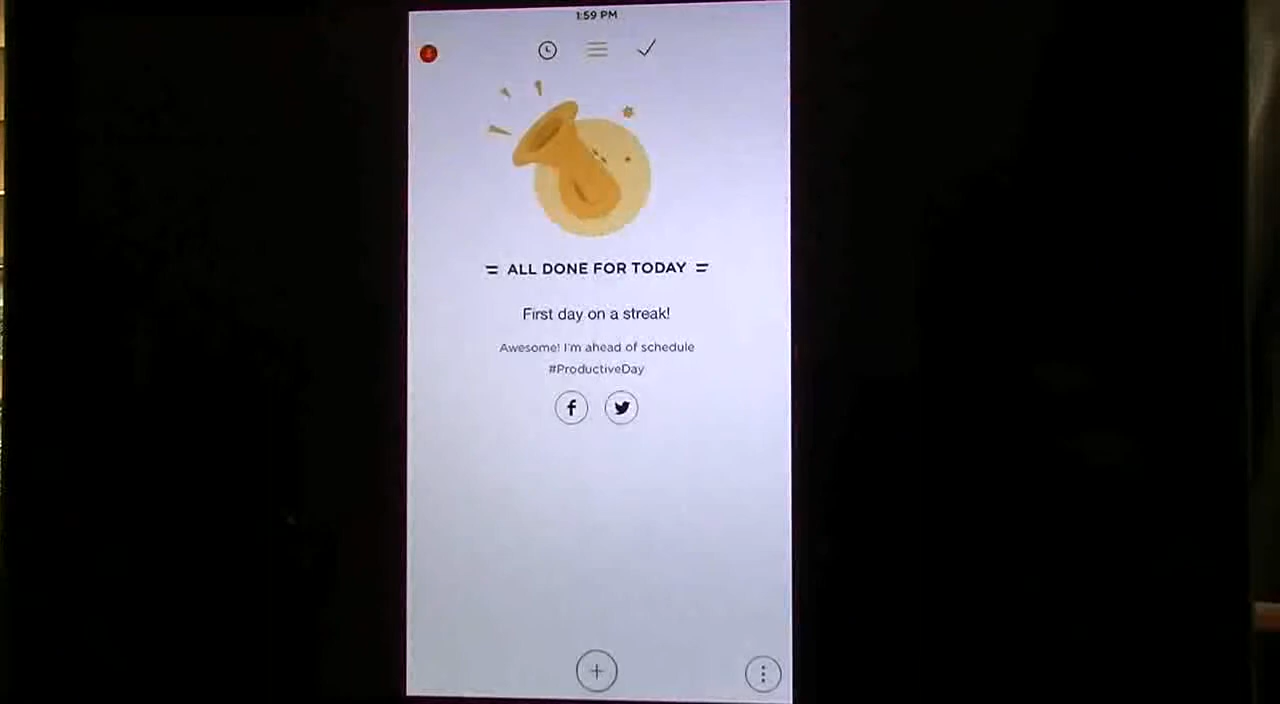 1:59 PM
ALL DONE FOR TODAY
First day on a streak!
Awesome! I'm ahead of schedule
#ProductiveDay